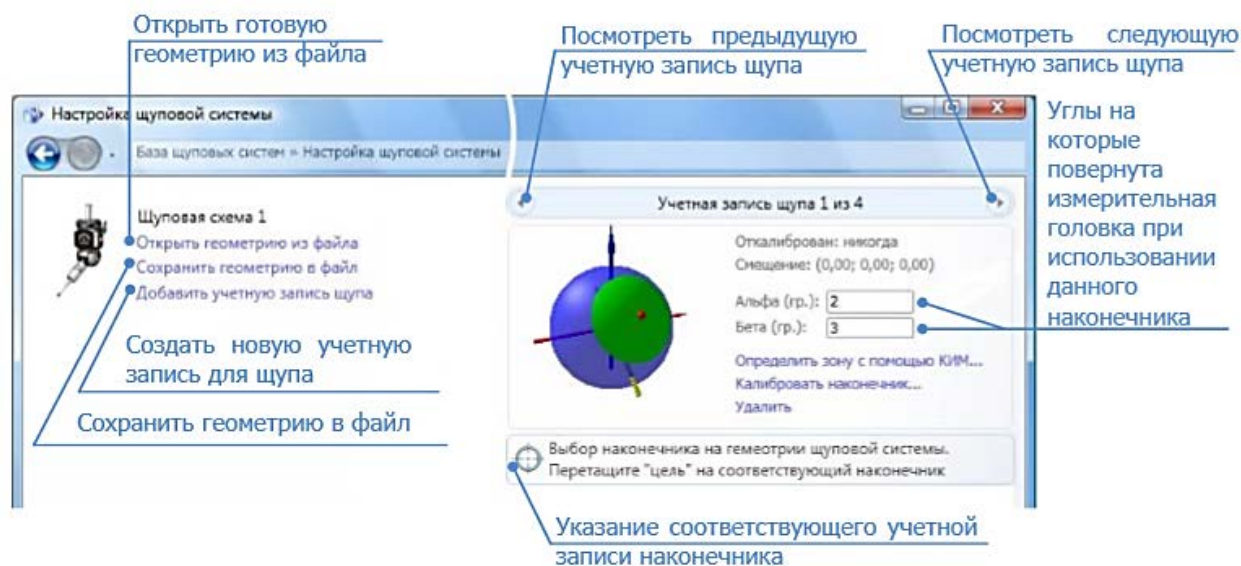 Открыть готовую
геометрию из файла
Посмотреть предыдущую
учетную запись щупа
Посмотреть следующую
учетную запись щупа
Настройка щуповой системы
База щуповых систем » Настройка щуповой системы
Углы на
которые
повернута
измерительная
головка при
использовании
данного
наконечника
Щуповая схема 1
Открыть геометрию из файла
Сохранить геометрию в файл
Добавить учетную запись щупа
Создать новую учетную
запись для щупа
Сохранить геометрию в файл
Учетная запись щупа 1 из 4
Откалиброван: никогда
Смещение: (0,00; 0,00; 0,00)
Альфа (гр.): 2
Бета (гр.): 3
Определить зону с помощью КИМ...
Калибровать наконечник...
Удалить
Выбор наконечника на гемеотрии щуповой системы.
Перетащите "цель" на соответствующий наконечник
Указание соответствующего учетной
записи наконечника